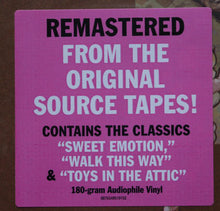 REMASTERED
FROM THE
ORIGINAL
SOURCE TAPES!
CONTAINS THE CLASSICS
“SWEET EMOTION,”
“WALK THIS WAY”
& “TOYS IN THE ATTIC”
180-gram Audiophile Vinyl